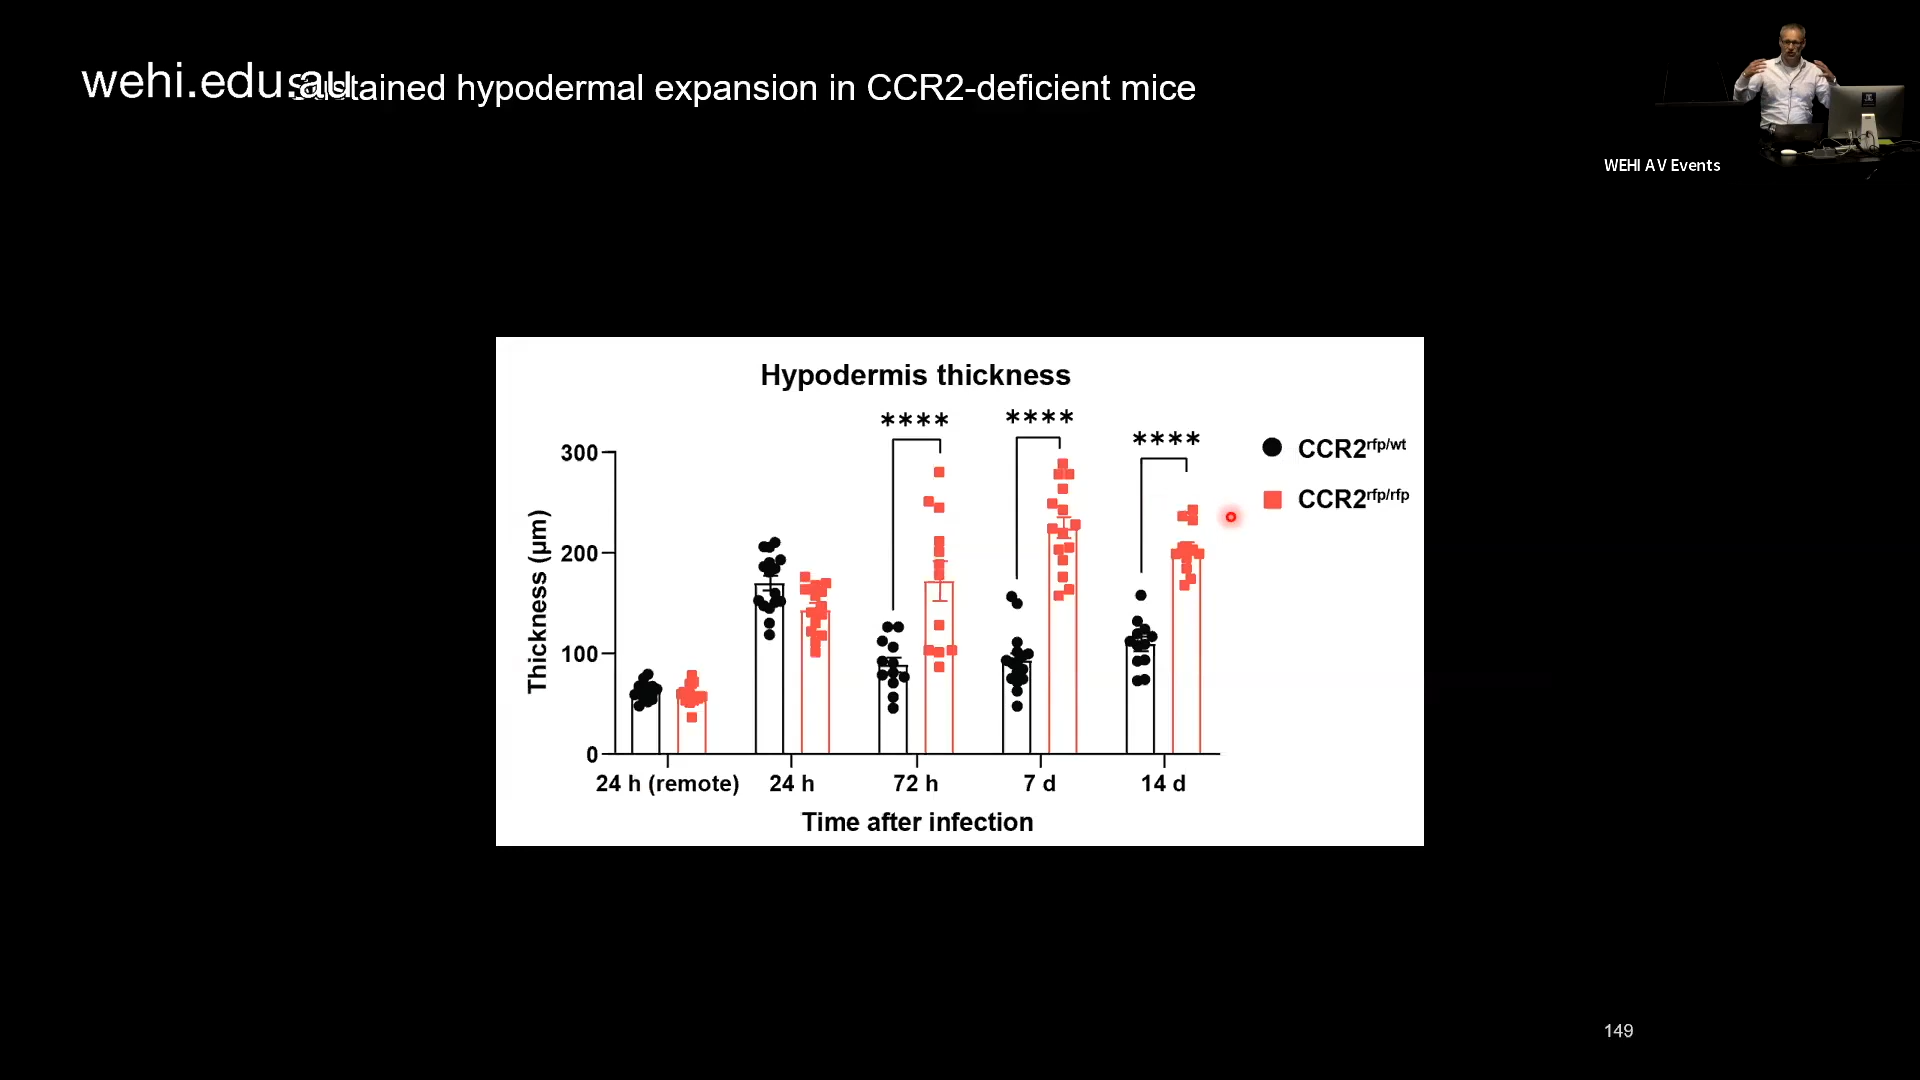 wehi.edu.au
Sustained hypodermal expansion in CCR2-deficient mice
WEHI AV Events
Hypodermis thickness
**** **** ****
CCR2rfp/wt
CCR2rfp/rfp
Thickness (µm)
300
200
100
0
24 h (remote) 24 h 72 h 7 d 14 d
Time after infection
149